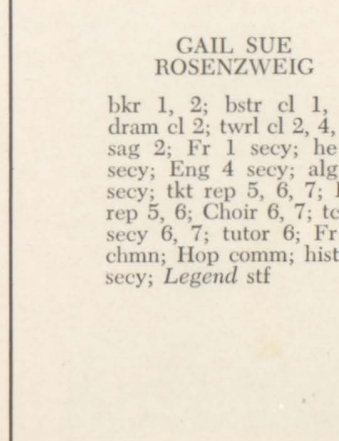 GAIL SUE
ROSENZWEIG
bkr 1, 2; bstr cl 1,
dram cl 2; twrl cl 2, 4,
sag 2; Fr 1 secy; he
secy; Eng 4 secy; alg
secy; tkt rep 5, 6, 7;
rep 5, 6; Choir 6, 7; tc
secy 6, 7; tutor 6; Fr
chmn; Hop comm; hist
secy; Legend stf